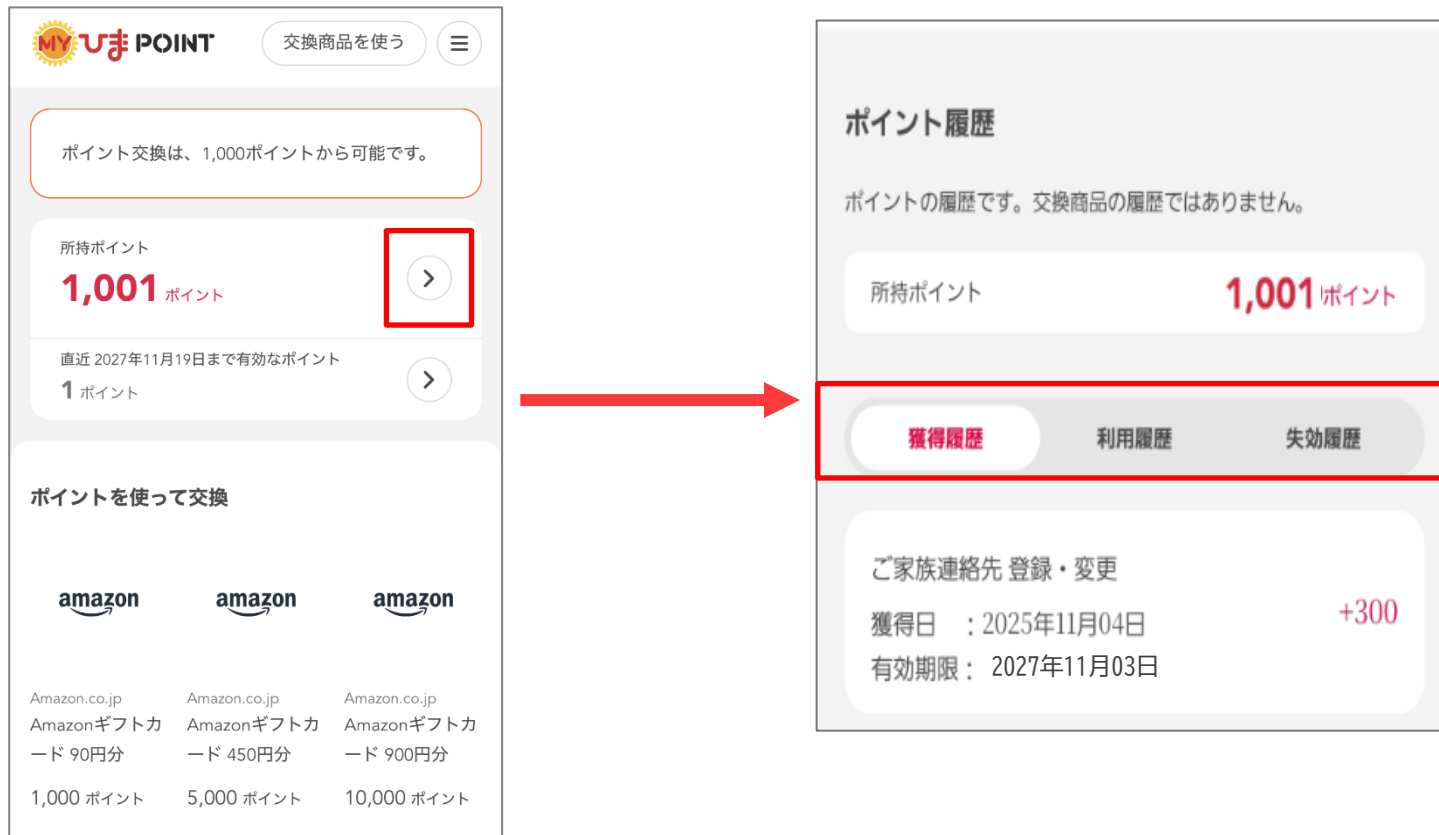 MYひまPOINT
交換商品を使う
ポイント交換は、1,000ポイントから可能です。
所持ポイント
1,001 ポイント
直近 2027年11月19日まで有効なポイント
1 ポイント
ポイントを使って交換
amazon
amazon
amazon
Amazon.co.jp
Amazonギフトカ
ード 90円分
1,000 ポイント
Amazon.co.jp
Amazonギフトカ
ード 450円分
5,000 ポイント
Amazon.co.jp
Amazonギフトカ
ード 900円分
10,000 ポイント
ポイント履歴
ポイントの履歴です。交換商品の履歴ではありません。
所持ポイント
1,001 ポイント
獲得履歴
利用履歴
失効履歴
ご家族連絡先 登録・変更
獲得日 : 2025年11月04日
+300
有効期限: 2027年11月03日